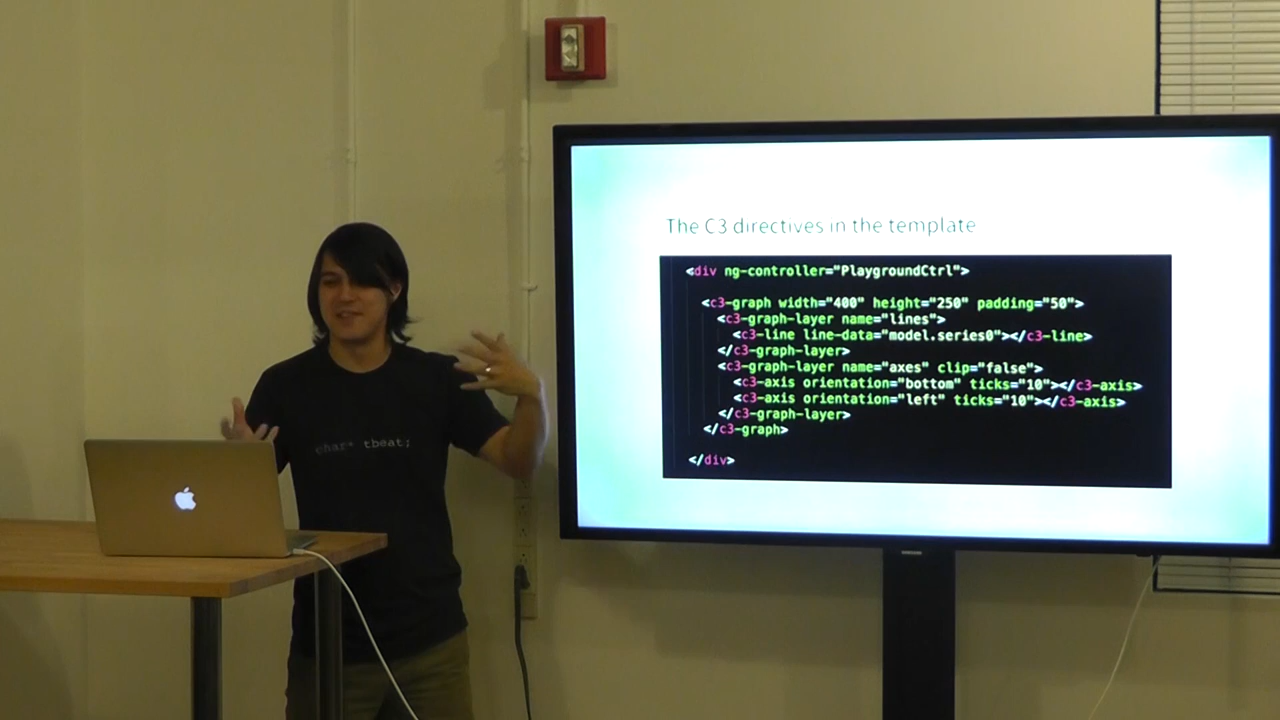 The C3 directives in the template
<div ng-controller="PlaygroundCtrl">
<c3-graph width="400" height="250" padding="50">
<c3-graph-layer name="lines">
<c3-line line-data="model.series0"></c3-line>
</c3-graph-layer>
<c3-graph-layer name="axes" clip="false">
<c3-axis orientation="bottom" ticks="10"></c3-axis>
<c3-axis orientation="left" ticks="10"></c3-axis>
</c3-graph-layer>
</c3-graph>
</div>
char* tbeat;